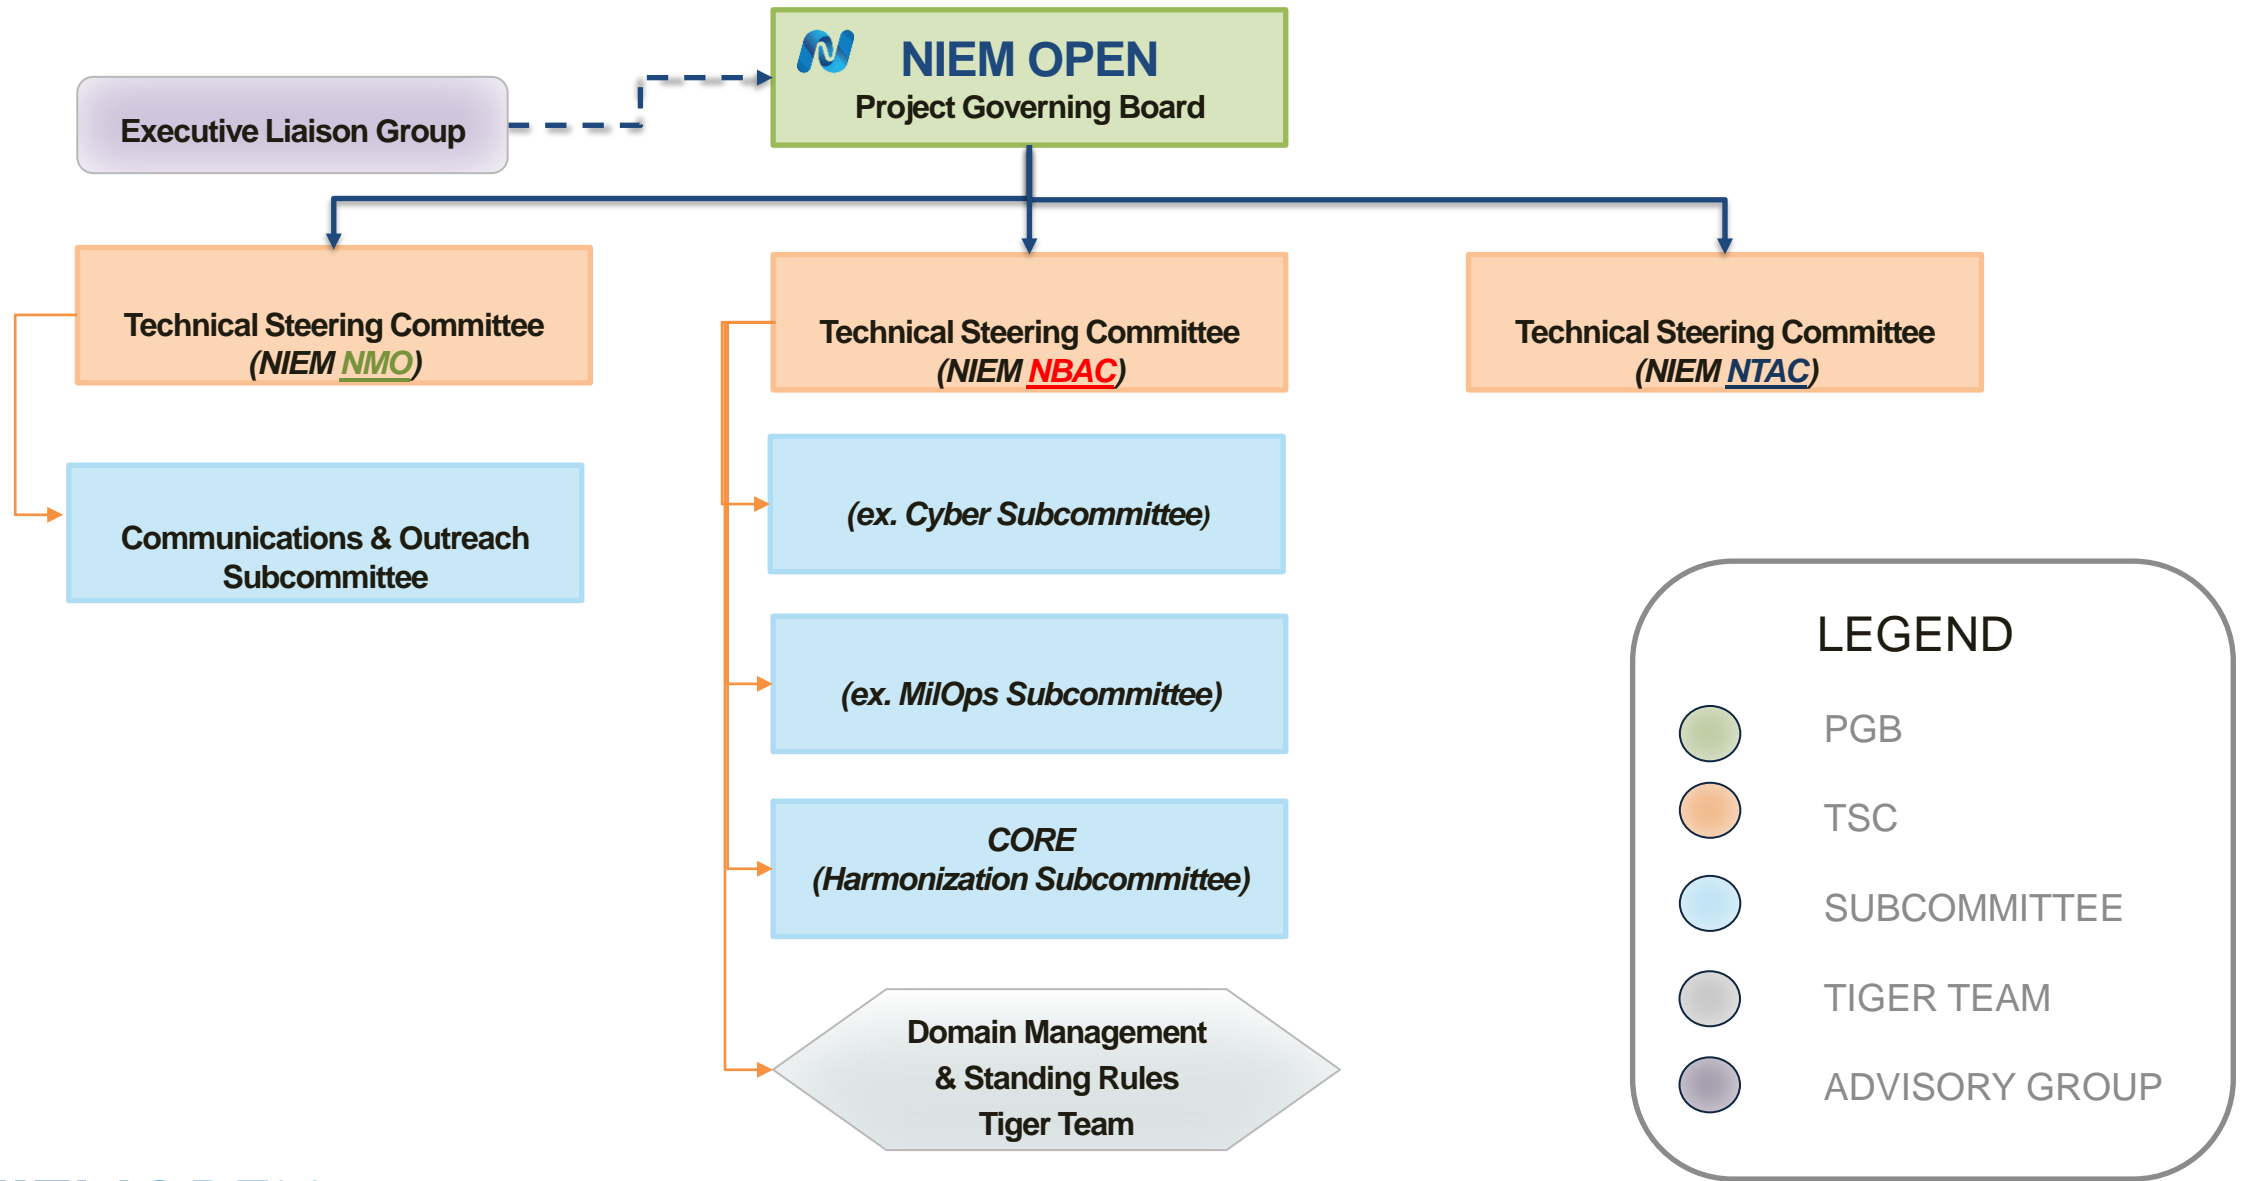 NIEM OPEN
Project Governing Board
Executive Liaison Group
Technical Steering Committee
(NIEM NMO)
Technical Steering Committee
(NIEM NBAC)
Technical Steering Committee
(NIEM NTAC)
Communications & Outreach
Subcommittee
(ex. Cyber Subcommittee)
(ex. MilOps Subcommittee)
CORE
(Harmonization Subcommittee)
Domain Management
& Standing Rules
Tiger Team
LEGEND
PGB
TSC
SUBCOMMITTEE
TIGER TEAM
ADVISORY GROUP